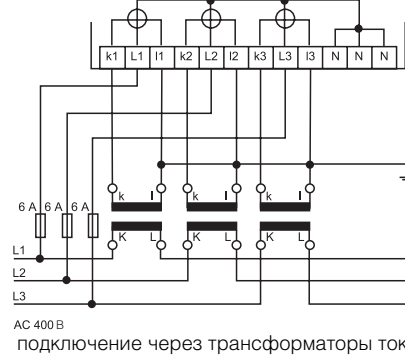 k1 L1 l1 k2 L2 l2 k3 L3 l3 N N N
k l k l k l
6 A 6 A 6 A
K L K L K L
L1
L2
L3
AC 400 В
подключение через трансформаторы ток